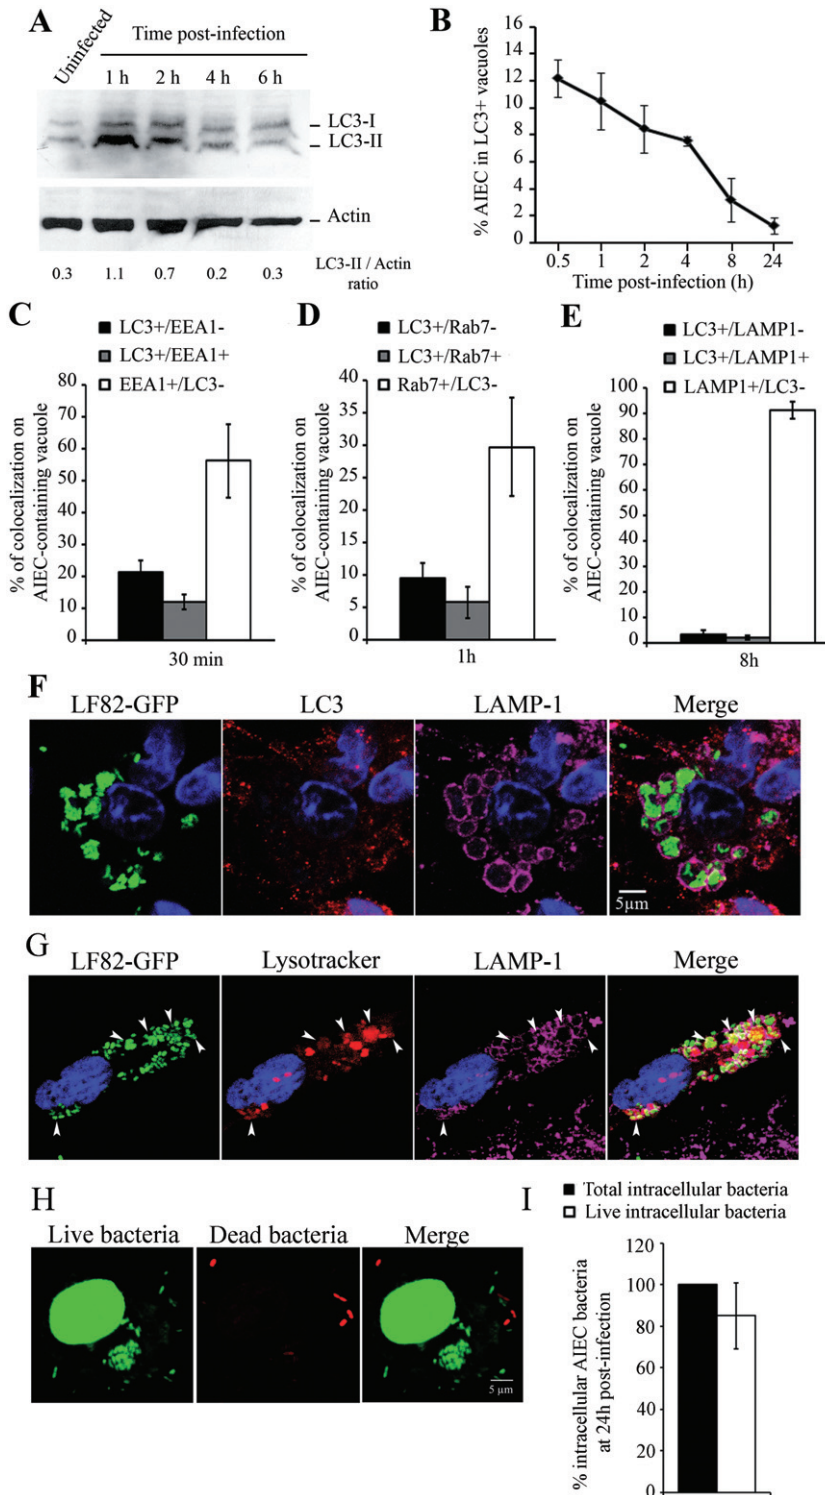 A
Uninfected
Time post-infection
1 h 2 h 4 h 6 h
LC3-I
LC3-II
Actin
0.3 1.1 0.7 0.2 0.3 LC3-II / Actin
ratio
B
% AIEC in LC3+ vacuoles
16
14
12
10
8
6
4
2
0
0.5 1 2 4 8 24
Time post-infection (h)
C
LC3+/EEA1-
LC3+/EEA1+
EEA1+/LC3-
% of colocalization on
AIEC-containing vacuole
80
70
60
50
40
30
20
10
0
30 min
D
LC3+/Rab7-
LC3+/Rab7+
Rab7+/LC3-
% of colocalization on
AIEC-containing vacuole
40
35
30
25
20
15
10
5
0
1h
E
LC3+/LAMP1-
LC3+/LAMP1+
LAMP1+/LC3-
% of colocalization on
AIEC-containing vacuole
100
90
80
70
60
50
40
30
20
10
0
8h
F
LF82-GFP LC3 LAMP-1 Merge
5µm
G
LF82-GFP Lysotracker LAMP-1 Merge
H
Live bacteria Dead bacteria Merge
5 µm
I
Total intracellular bacteria
Live intracellular bacteria
% intracellular AIEC bacteria
at 24h post-infection
120
100
80
60
40
20
0